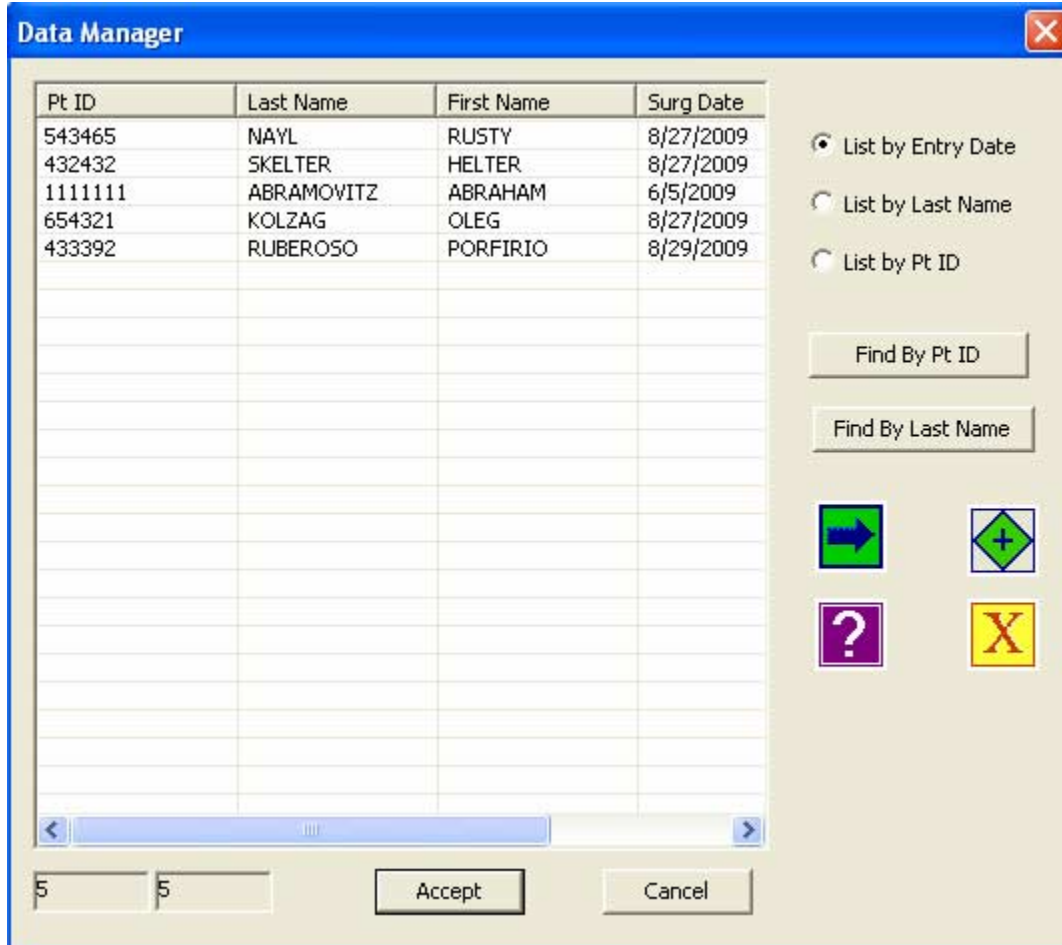 Data Manager
Pt ID Last Name First Name Surg Date
543465 NAYL RUSTY 8/27/2009
432432 SKELTER HELTER 8/27/2009
1111111 ABRAMOVITZ ABRAHAM 6/5/2009
654321 KOLZAG OLEG 8/27/2009
433392 RUBEROSO PORFIRIO 8/29/2009
List by Entry Date
List by Last Name
List by Pt ID
Find By Pt ID
Find By Last Name
+
? X
5 5 Accept Cancel